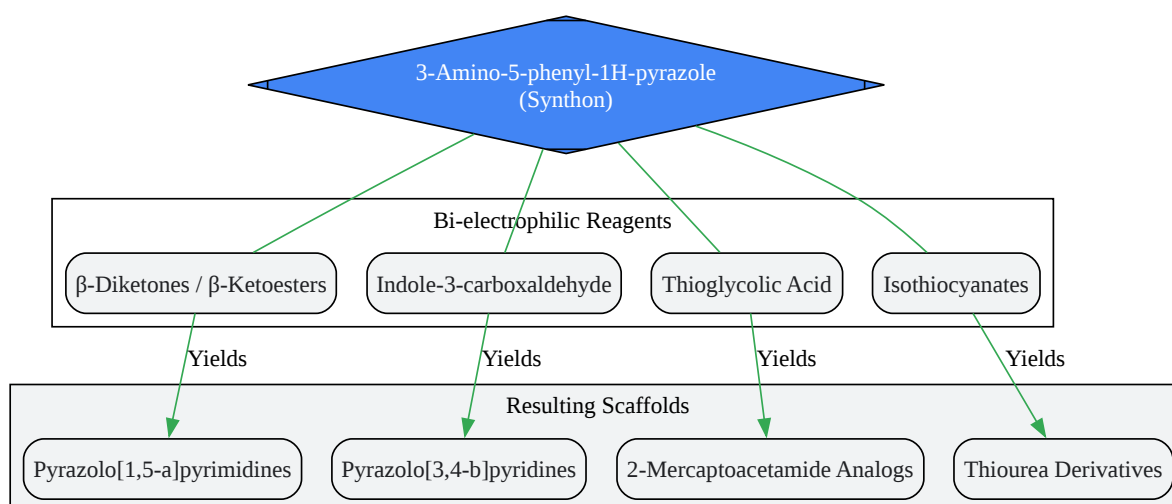 3-Amino-5-phenyl-1H-pyrazole
(Synthon)
Bi-electrophilic Reagents
β-Diketones / β-Ketoesters
Indole-3-carboxaldehyde
Thioglycolic Acid
Isothiocyanates
Yields
Yields
Yields
Yields
Resulting Scaffolds
Pyrazolo[1,5-a]pyrimidines
Pyrazolo[3,4-b]pyridines
2-Mercaptoacetamide Analogs
Thiourea Derivatives